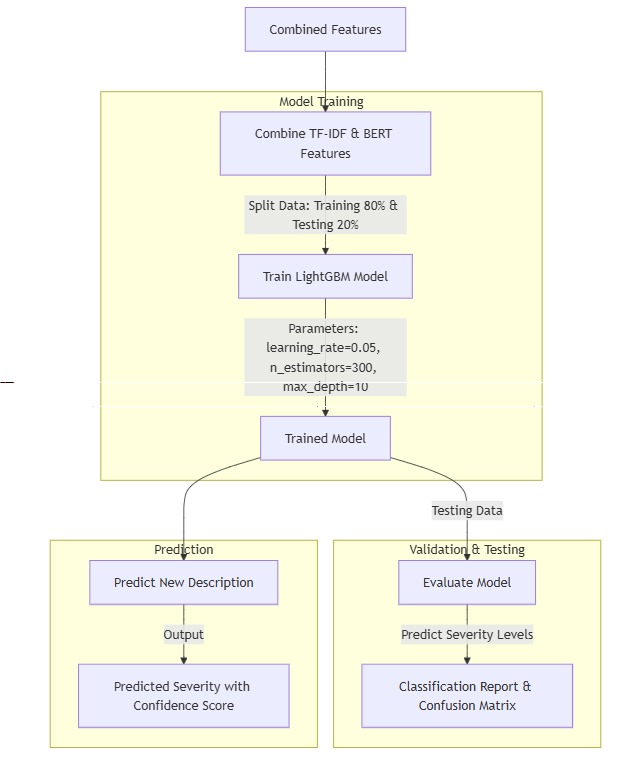 Combined Features
Model Training
Combine TF-IDF & BERT
Features
Split Data: Training 80% &
Testing 20%
Train LightGBM Model
Parameters:
learning_rate=0.05,
n_estimators=300,
max_depth=10
Trained Model
Testing Data
Prediction
Predict New Description
Output
Predicted Severity with
Confidence Score
Validation & Testing
Evaluate Model
Predict Severity Levels
Classification Report &
Confusion Matrix